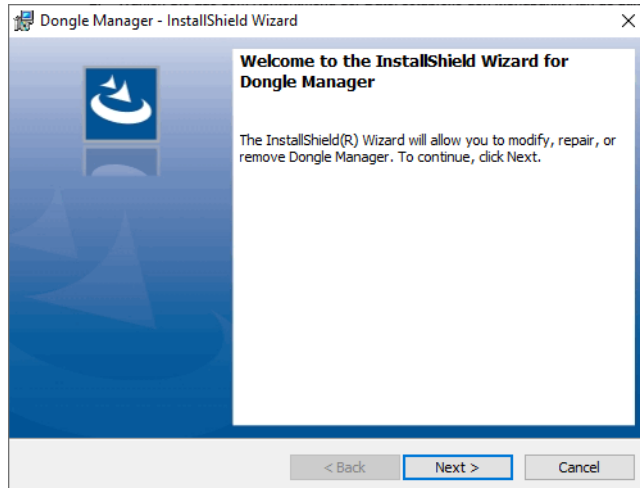 Dongle Manager - InstallShield Wizard
Welcome to the InstallShield Wizard for
Dongle Manager
The InstallShield(R) Wizard will allow you to modify, repair, or
remove Dongle Manager. To continue, click Next.
< Back Next > Cancel